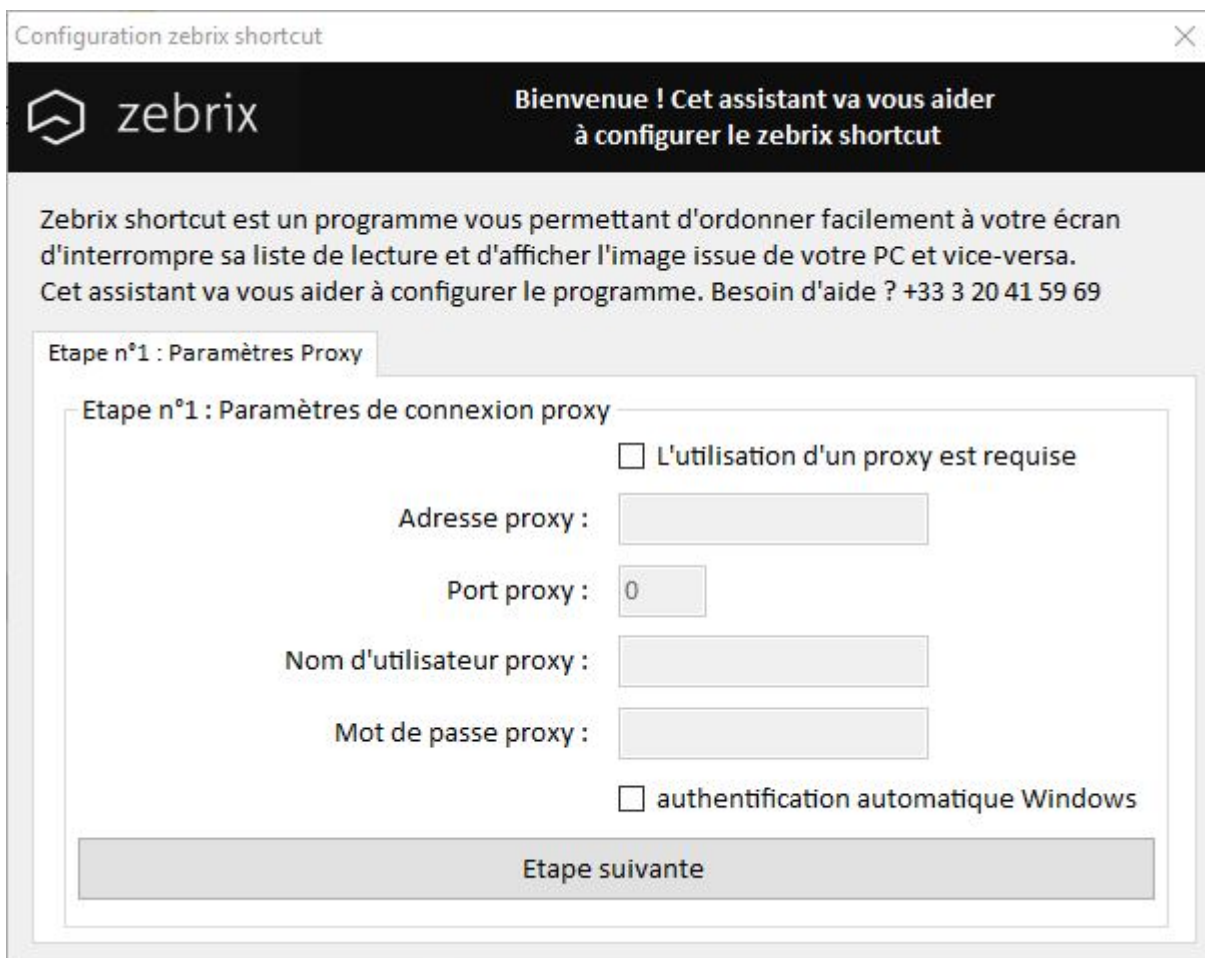 Configuration zebrix shortcut
zebrix
Bienvenue ! Cet assistant va vous aider
à configurer le zebrix shortcut
Zebrix shortcut est un programme vous permettant d'ordonner facilement à votre écran
d'interrompre sa liste de lecture et d'afficher l'image issue de votre PC et vice-versa.
Cet assistant va vous aider à configurer le programme. Besoin d'aide ? +33 3 20 41 59 69
Etape n°1 : Paramètres Proxy
Etape n°1 : Paramètres de connexion proxy
L'utilisation d'un proxy est requise
Adresse proxy :
Port proxy : 0
Nom d'utilisateur proxy :
Mot de passe proxy :
authentification automatique Windows
Etape suivante